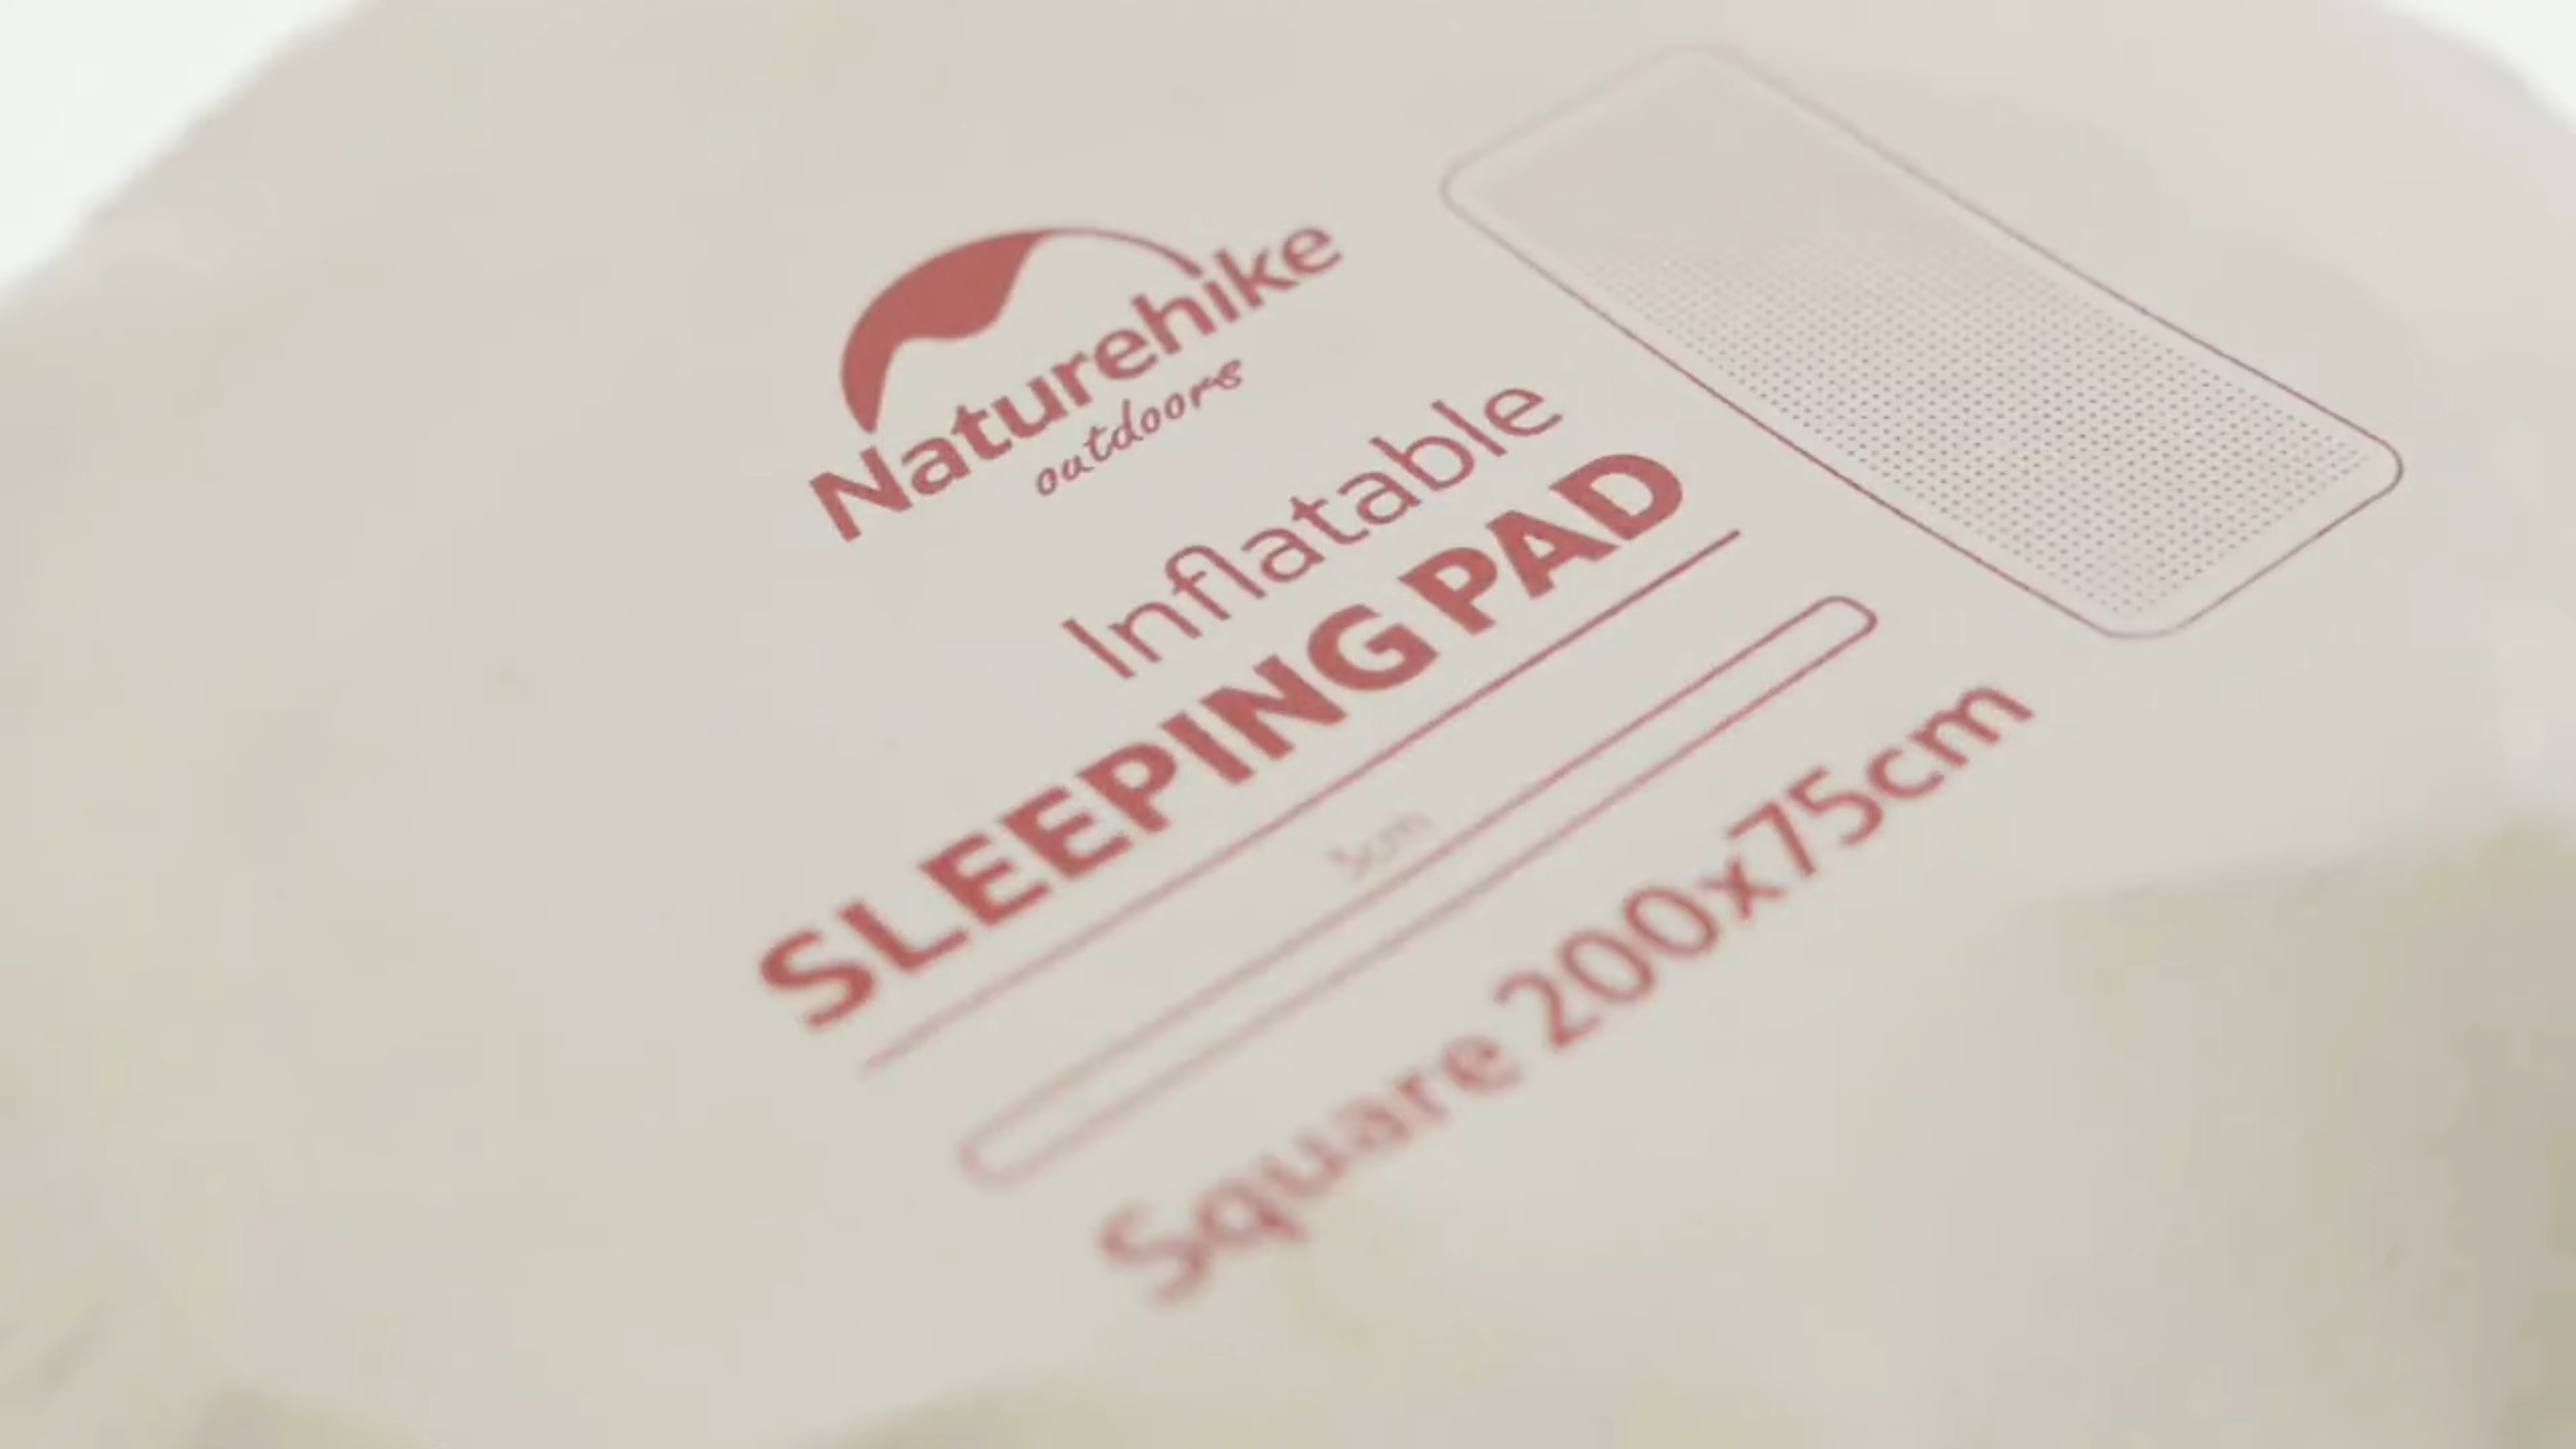 Naturehike
outdoors
Inflatable
SLEEPING PAD
Square 200x75cm